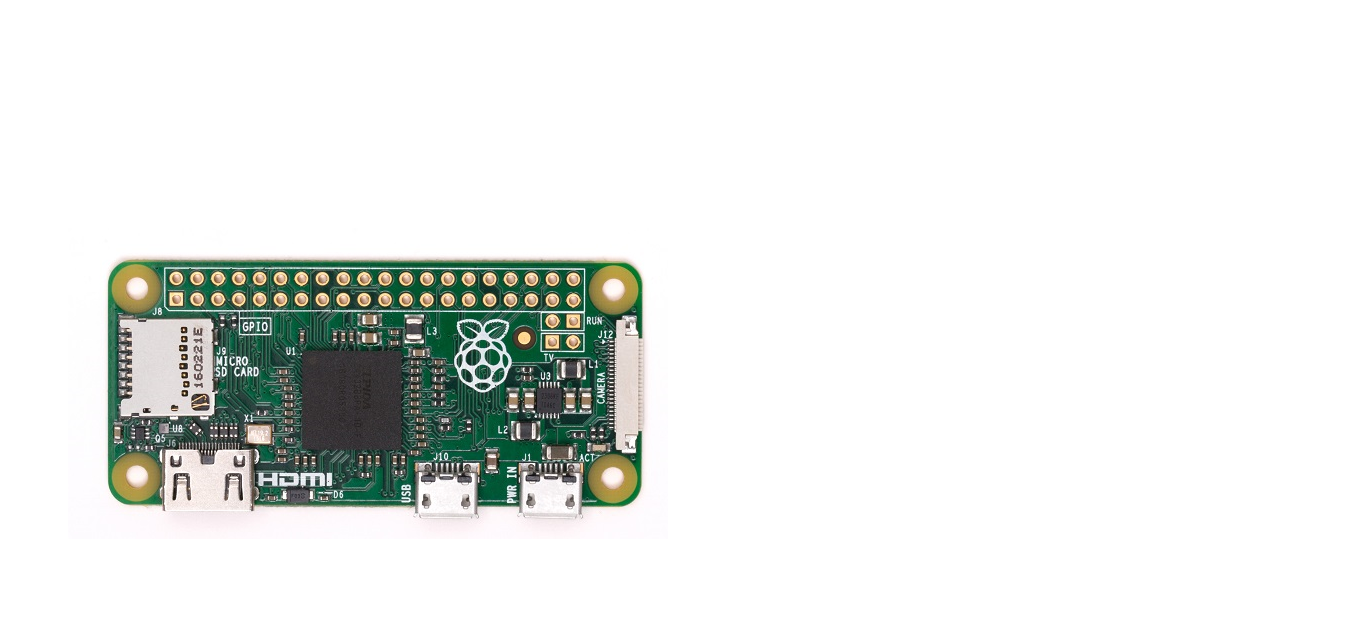 J8
GPIO
RUN
J12
L3
160221E
J9
MICRO
SD CARD
U1
TV
L1
U3
CAMERA
X1
U8
Q5
J6
L2
J10
J1
ACT
HDMI
D6
USB
PWR IN